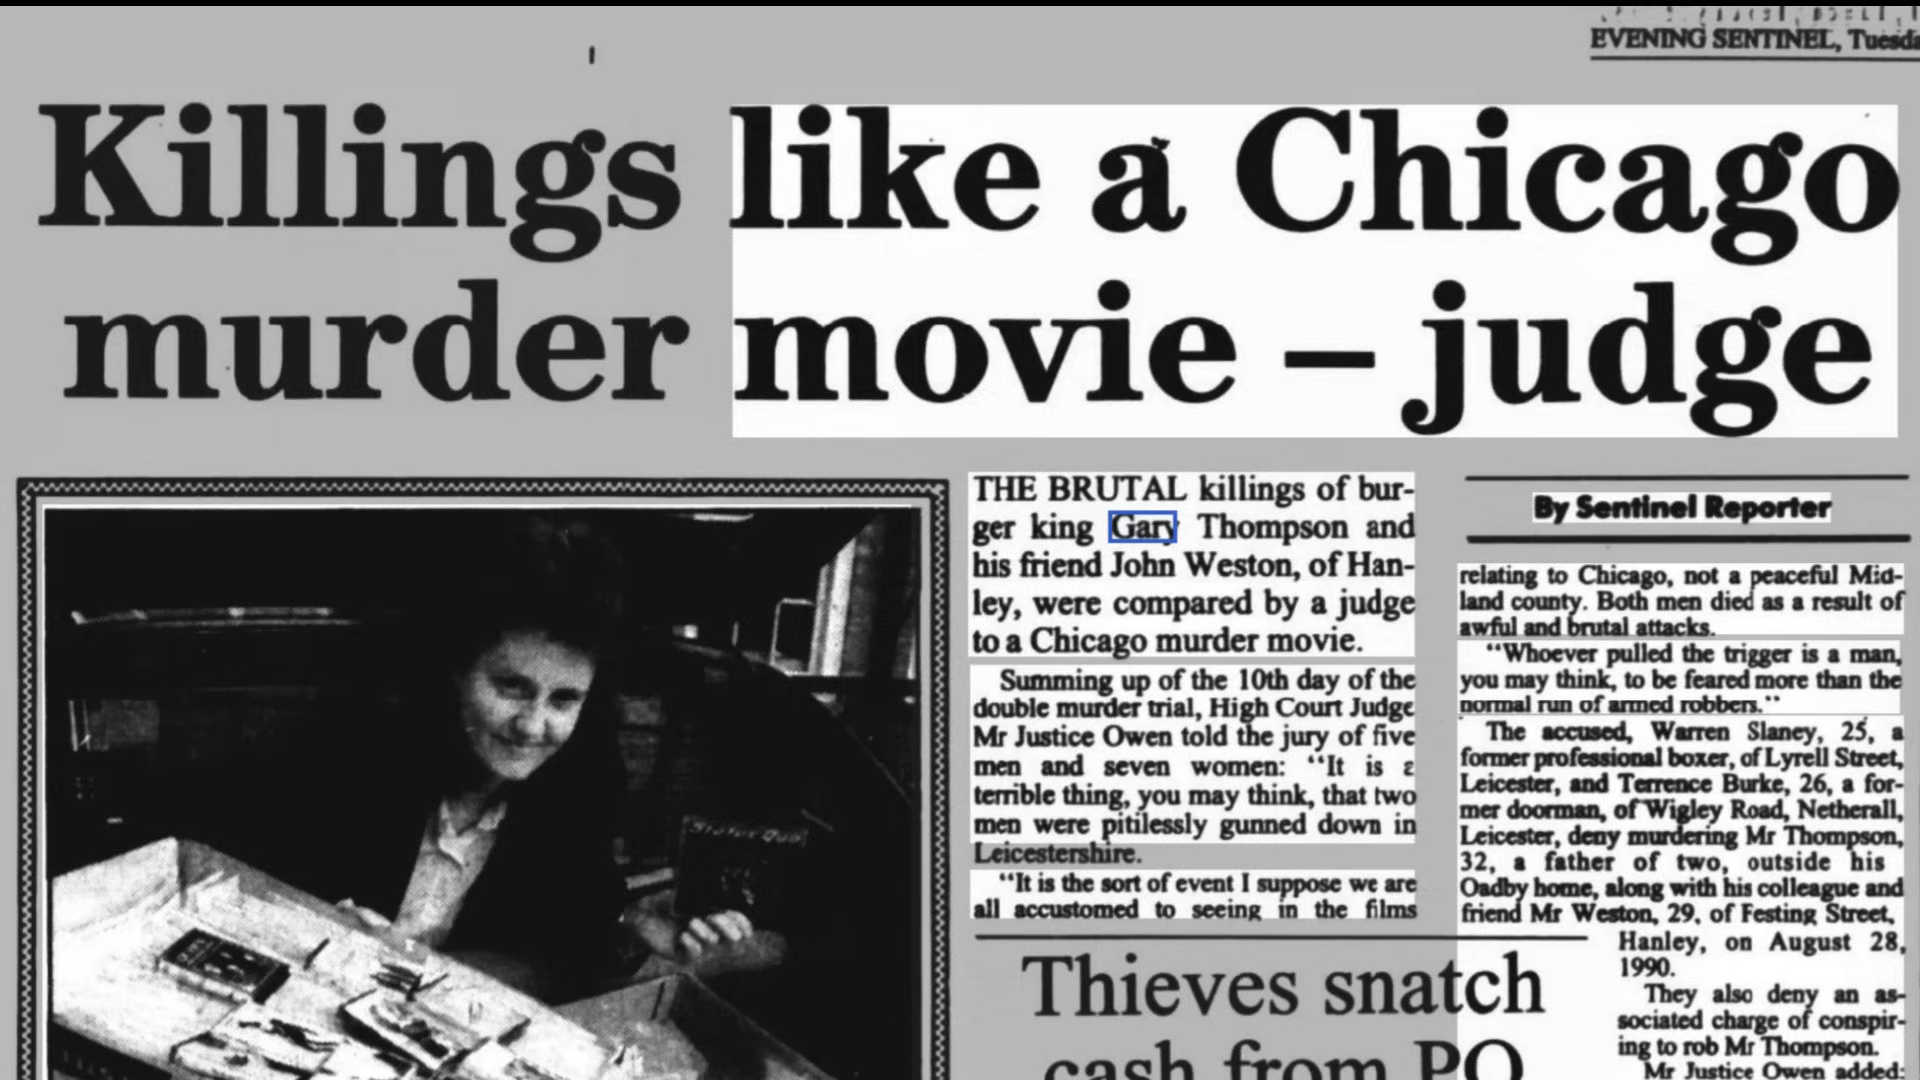 EVENING SENTINEL,
Killings like a Chicago
murder movie – judge
THE BRUTAL killings of bur-
ger king Gary Thompson and
his friend John Weston, of Han-
ley, were compared by a judge
to a Chicago murder movie.
Summing up of the 10th day of the
double murder trial, High Court Judge
Mr Justice Owen told the jury of five
men and seven women: “It is a
terrible thing, you may think, that two
men were pitilessly gunned down in
Leicestershire.
“It is the sort of event I suppose we are
all accustomed to seeing in the films
By Sentinel Reporter
relating to Chicago, not a peaceful Mid-
land county. Both men died as a result of
awful and brutal attacks.
“Whoever pulled the trigger is a man,
you may think, to be feared more than the
normal run of armed robbers.”
The accused, Warren Slaney, 25, a
former professional boxer, of Lyrell Street,
Leicester, and Terrence Burke, 26, a for-
mer doorman, of Wigley Road, Netherall,
Leicester, deny murdering Mr Thompson,
32, a father of two, outside his
Oadby home, along with his colleague and
friend Mr Weston, 29, of Festing Street,
Hanley, on August 28,
1990.
They also deny an as-
sociated charge of conspir-
ing to rob Mr Thompson.
Mr Justice Owen added:
Thieves snatch
cash from PO
Status Quo